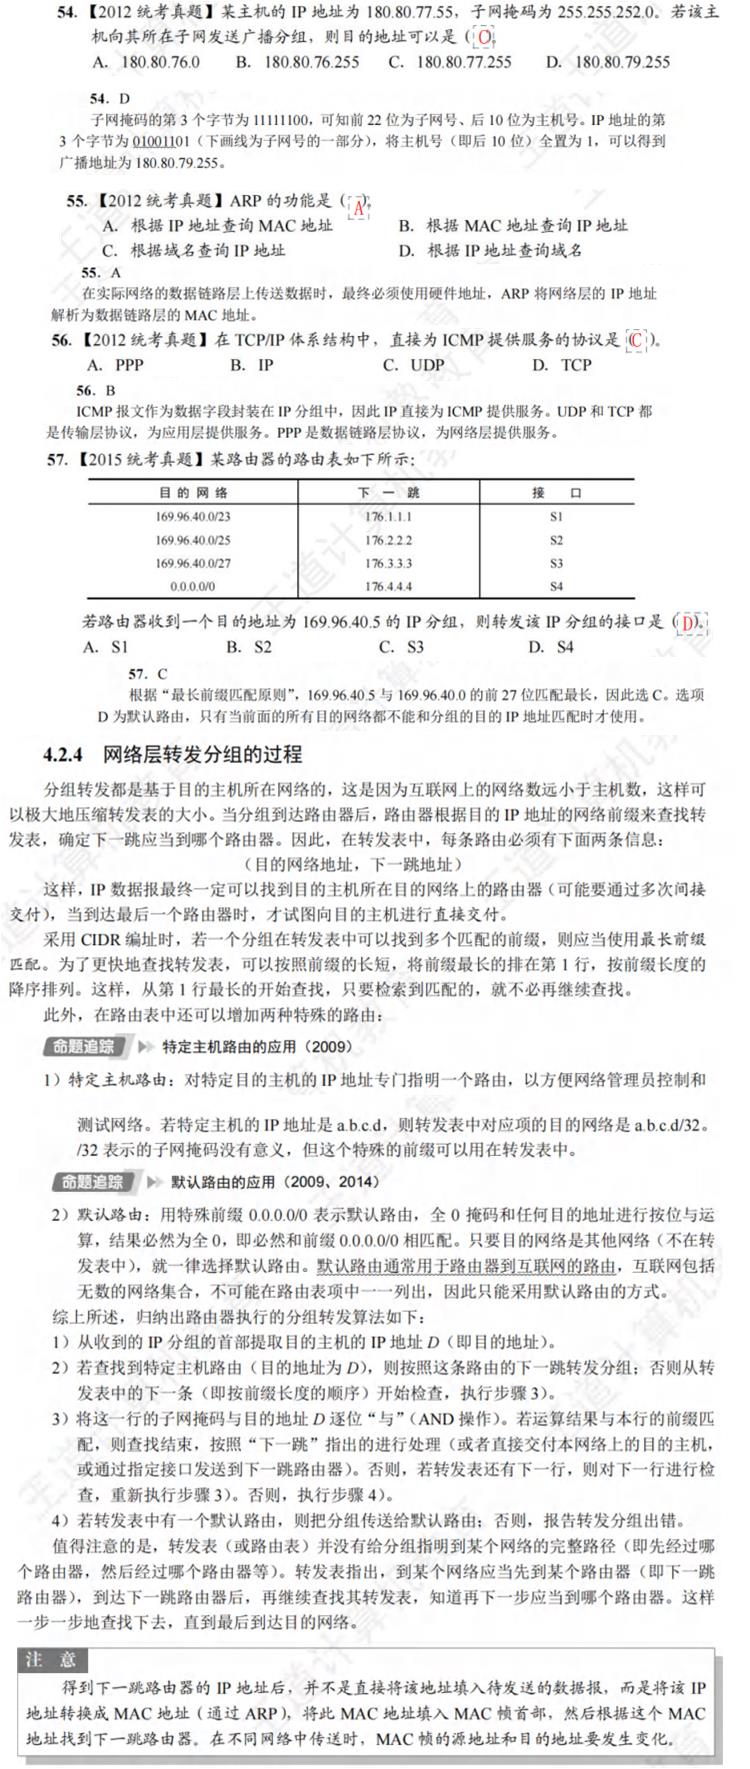 54. 【2012 统考真题】某主机的 IP 地址为 180.80.77.55，子网掩码为 255.255.252.0。若该主
机向其所在子网发送广播分组，则目的地址可以是（O）。
A. 180.80.76.0 B. 180.80.76.255 C. 180.80.77.255 D. 180.80.79.255
54. D
子网掩码的第 3 个字节为 11111100，可知前 22 位为子网号、后 10 位为主机号。IP 地址的第
3 个字节为 01001101（下画线为子网号的一部分），将主机号（即后 10 位）全置为 1，可以得到
广播地址为 180.80.79.255。
55. 【2012 统考真题】ARP 的功能是（A）。
A. 根据 IP 地址查询 MAC 地址 B. 根据 MAC 地址查询 IP 地址
C. 根据域名查询 IP 地址 D. 根据 IP 地址查询域名
55. A
在实际网络的数据链路层上传送数据时，最终必须使用硬件地址，ARP 将网络层的 IP 地址
解析为数据链路层的 MAC 地址。
56. 【2012 统考真题】在 TCP/IP 体系结构中，直接为 ICMP 提供服务的协议是（C）。
A. PPP B. IP C. UDP D. TCP
56. B
ICMP 报文作为数据字段封装在 IP 分组中，因此 IP 直接为 ICMP 提供服务。UDP 和 TCP 都
是传输层协议，为应用层提供服务。PPP 是数据链路层协议，为网络层提供服务。
57. 【2015 统考真题】某路由器的路由表如下所示：
目的网络 下一跳 接口
169.96.40.0/23 176.1.1.1 S1
169.96.40.0/25 176.2.2.2 S2
169.96.40.0/27 176.3.3.3 S3
0.0.0.0/0 176.4.4.4 S4
若路由器收到一个目的地址为 169.96.40.5 的 IP 分组，则转发该 IP 分组的接口是（D）。
A. S1 B. S2 C. S3 D. S4
57. C
根据“最长前缀匹配原则”，169.96.40.5 与 169.96.40.0 的前 27 位匹配最长，因此选 C。选项
D 为默认路由，只有当前面的所有目的网络都不能和分组的目的 IP 地址匹配时才使用。
4.2.4 网络层转发分组的过程
分组转发都是基于目的主机所在网络的，这是因为互联网上的网络数远小于主机数，这样可
以极大地压缩转发表的大小。当分组到达路由器后，路由器根据目的 IP 地址的网络前缀来查找转
发表，确定下一跳应当到哪个路由器。因此，在转发表中，每条路由必须有下面两条信息：
（目的网络地址，下一跳地址）
这样，IP 数据报最终一定可以找到目的主机所在目的网络上的路由器（可能要通过多次间接
交付），当到达最后一个路由器时，才试图向目的主机进行直接交付。
采用 CIDR 编址时，若一个分组在转发表中可以找到多个匹配的前缀，则应当使用最长前缀
匹配。为了更快地查找转发表，可以按照前缀的长短，将前缀最长的排在第 1 行，按前缀长度的
降序排列。这样，从第 1 行最长的开始查找，只要检索到匹配的，就不必再继续查找。
此外，在路由表中还可以增加两种特殊的路由：
命题追踪 特定主机路由的应用（2009）
1）特定主机路由：对特定目的主机的 IP 地址专门指明一个路由，以方便网络管理员控制和
测试网络。若特定主机的 IP 地址是 a.b.c.d，则转发表中对应项的目的网络是 a.b.c.d/32。
/32 表示的子网掩码没有意义，但这个特殊的前缀可以用在转发表中。
命题追踪 默认路由的应用（2009、2014）
2）默认路由：用特殊前缀 0.0.0.0/0 表示默认路由，全 0 掩码和任何目的地址进行按位与运
算，结果必然为全 0，即必然和前缀 0.0.0.0/0 相匹配。只要目的网络是其他网络（不在转
发表中），就一律选择默认路由。默认路由通常用于路由器到互联网的路由，互联网包括
无数的网络集合，不可能在路由表项中一一列出，因此只能采用默认路由的方式。
综上所述，归纳出路由器执行的分组转发算法如下：
1）从收到的 IP 分组的首部提取目的主机的 IP 地址 D（即目的地址）。
2）若查找到特定主机路由（目的地址为 D），则按照这条路由的下一跳转发分组；否则从转
发表中的下一条（即按前缀长度的顺序）开始检查，执行步骤 3）。
3）将这一行的子网掩码与目的地址 D 逐位“与”（AND 操作）。若运算结果与本行的前缀匹
配，则查找结束，按照“下一跳”指出的进行处理（或者直接交付本网络上的目的主机，
或通过指定接口发送到下一跳路由器）。否则，若转发表还有下一行，则对下一行进行检
查，重新执行步骤 3）。否则，执行步骤 4）。
4）若转发表中有一个默认路由，则把分组传送给默认路由；否则，报告转发分组出错。
值得注意的是，转发表（或路由表）并没有给分组指明到某个网络的完整路径（即先经过哪
个路由器，然后经过哪个路由器等）。转发表指出，到某个网络应当先到某个路由器（即下一跳
路由器），到达下一跳路由器后，再继续查找其转发表，知道再下一步应当到哪个路由器。这样
一步一步地查找下去，直到最后到达目的网络。
注 意
得到下一跳路由器的 IP 地址后，并不是直接将该地址填入待发送的数据报，而是将该 IP
地址转换成 MAC 地址（通过 ARP），将此 MAC 地址填入 MAC 帧首部，然后根据这个 MAC
地址找到下一跳路由器。在不同网络中传送时，MAC 帧的源地址和目的地址要发生变化。